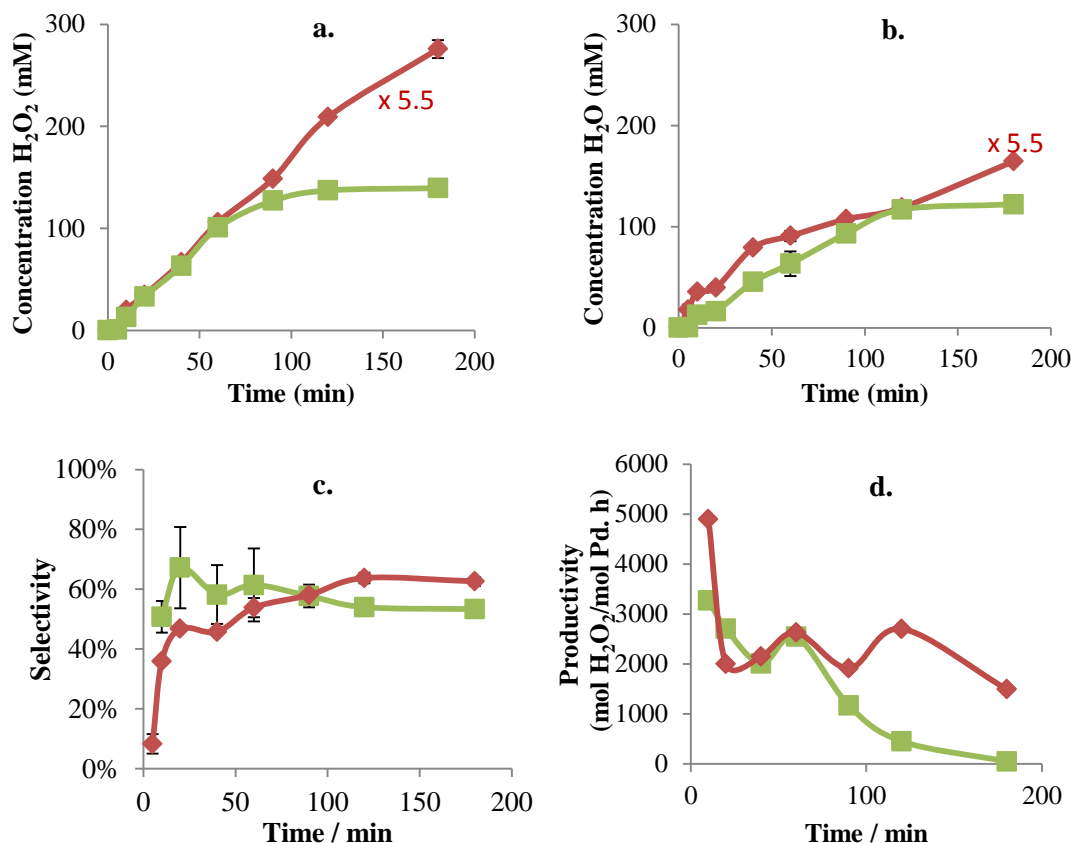 a.
Concentration H₂O₂ (mM)
300
200
100
0
x 5.5
0 50 100 150 200
Time (min)
b.
Concentration H₂O (mM)
300
200
100
0
x 5.5
0 50 100 150 200
Time (min)
c.
Selectivity
100%
80%
60%
40%
20%
0%
0 50 100 150 200
Time / min
d.
Productivity
(mol H₂O₂/mol Pd. h)
6000
5000
4000
3000
2000
1000
0
0 100 200
Time / min